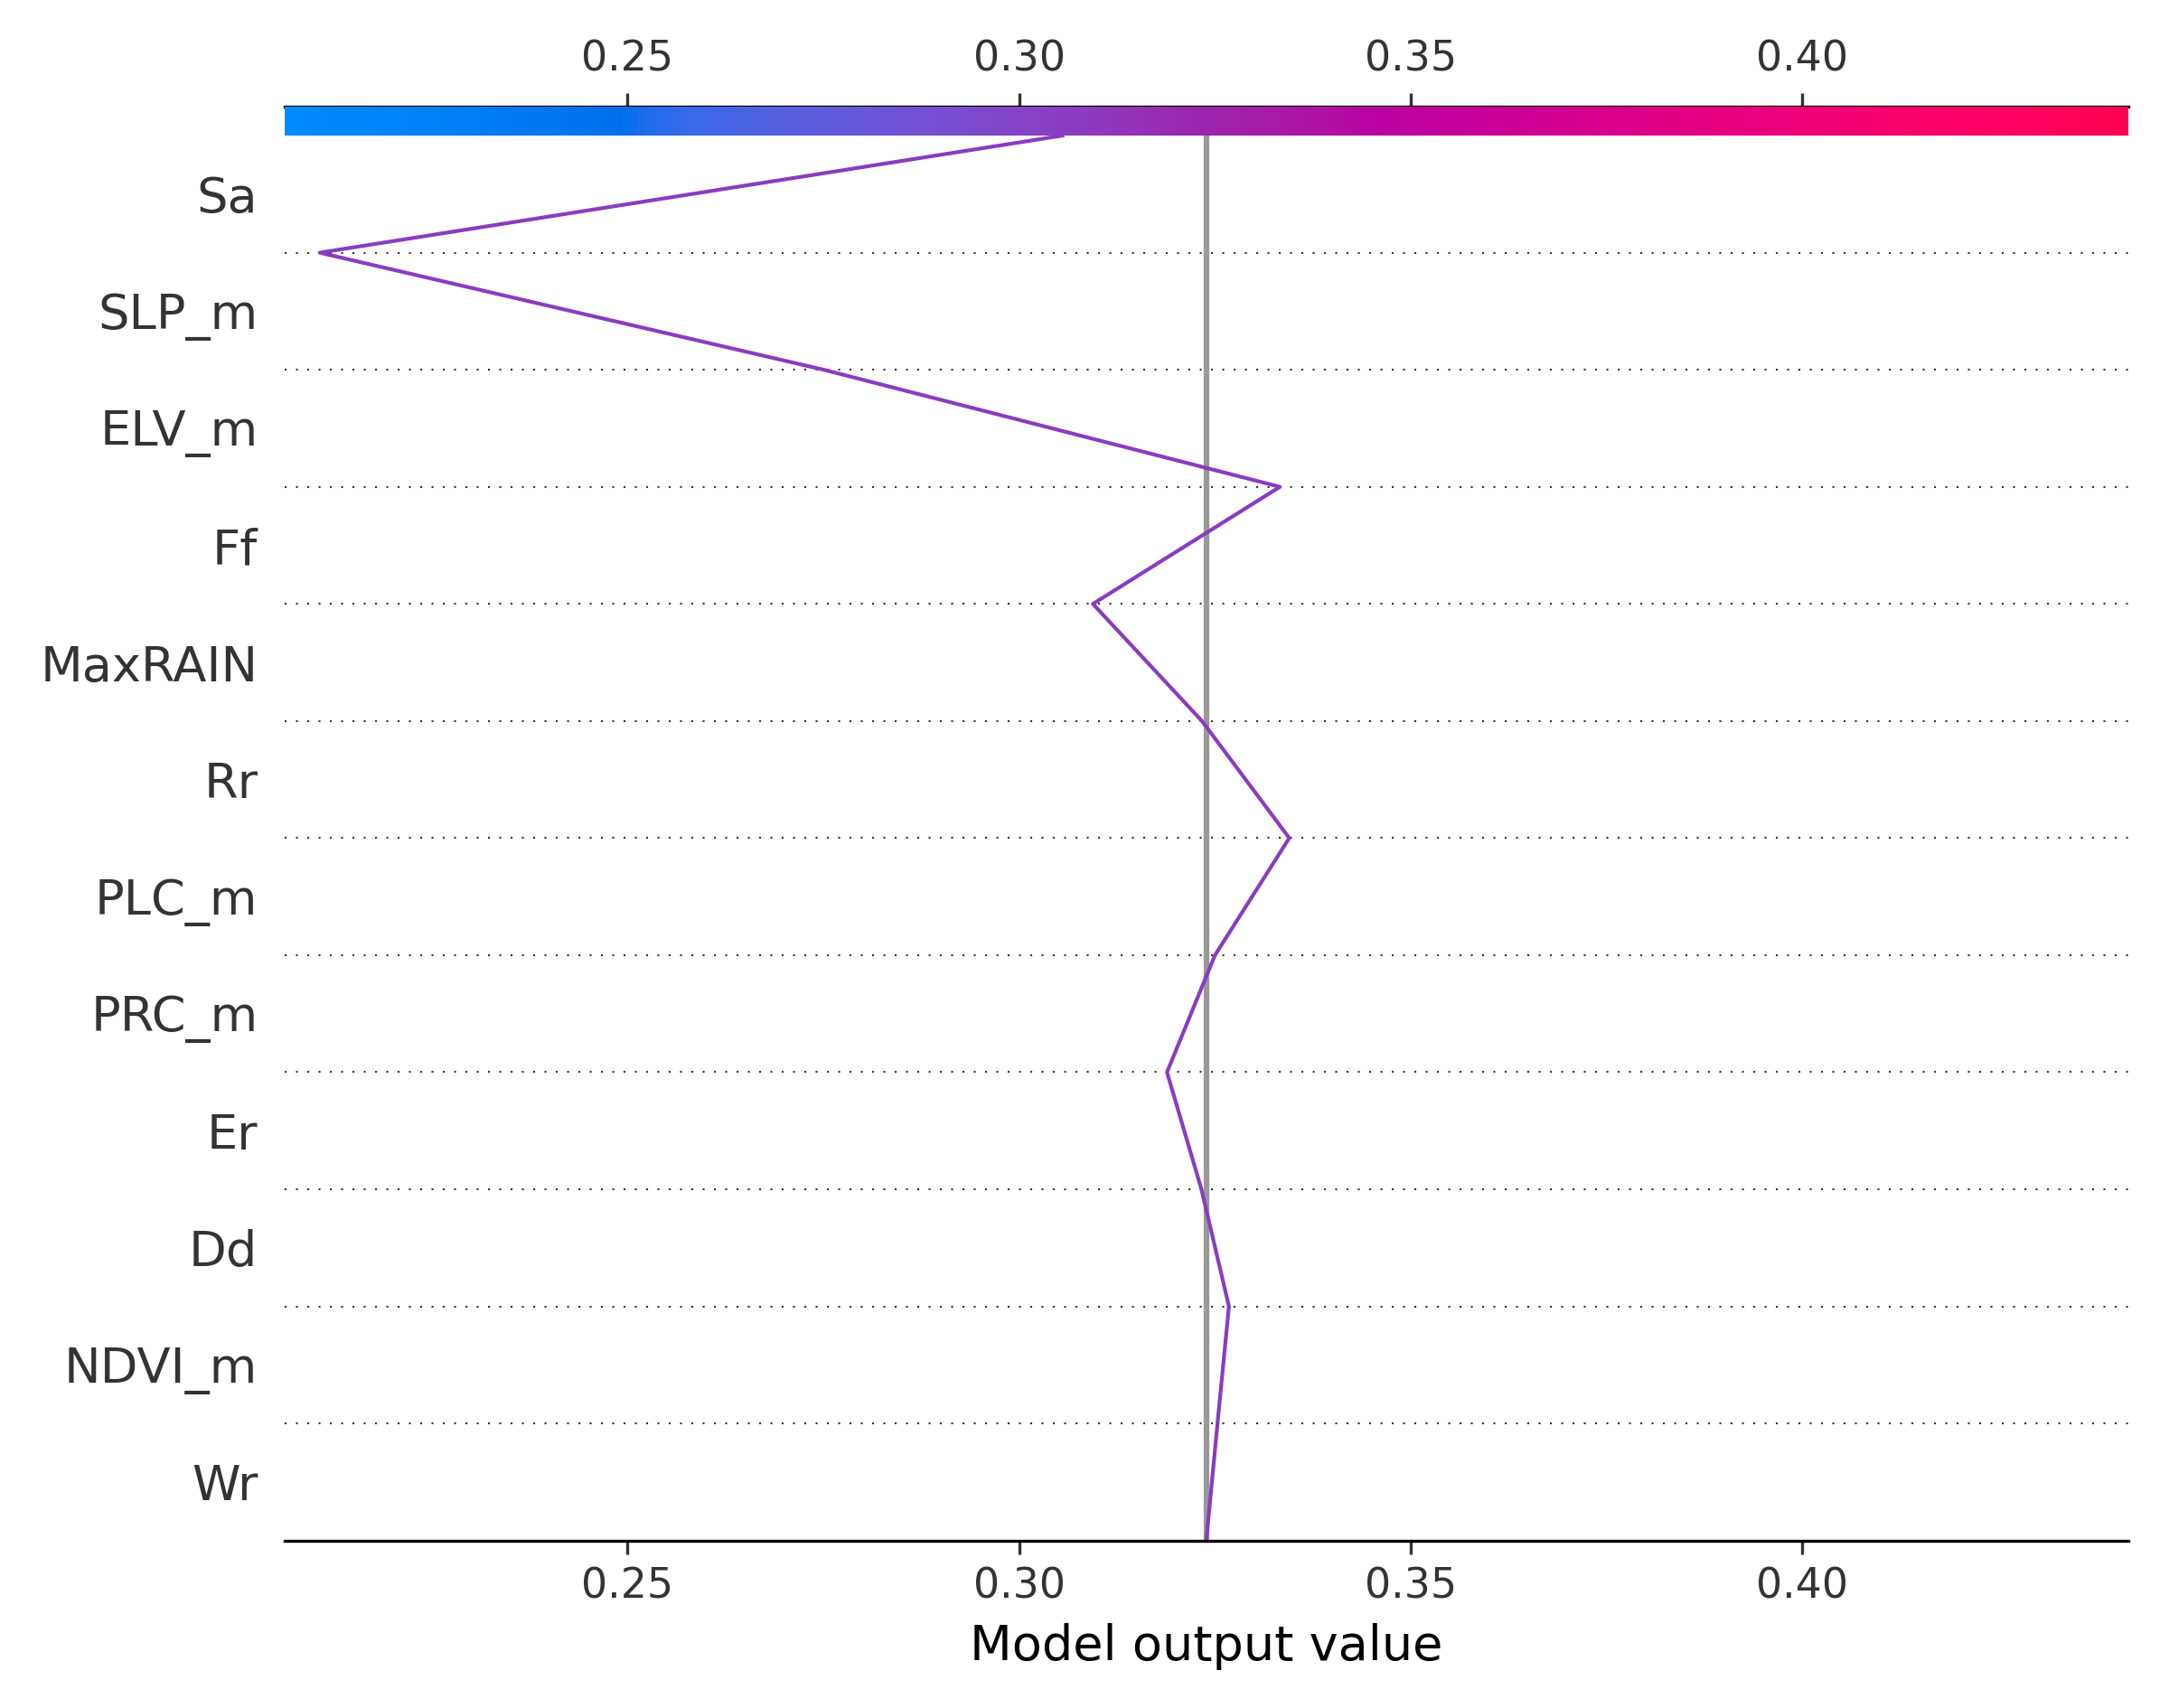 0.25 0.30 0.35 0.40
Sa
SLP_m
ELV_m
Ff
MaxRAIN
Rr
PLC_m
PRC_m
Er
Dd
NDVI_m
Wr
0.25 0.30 0.35 0.40
Model output value